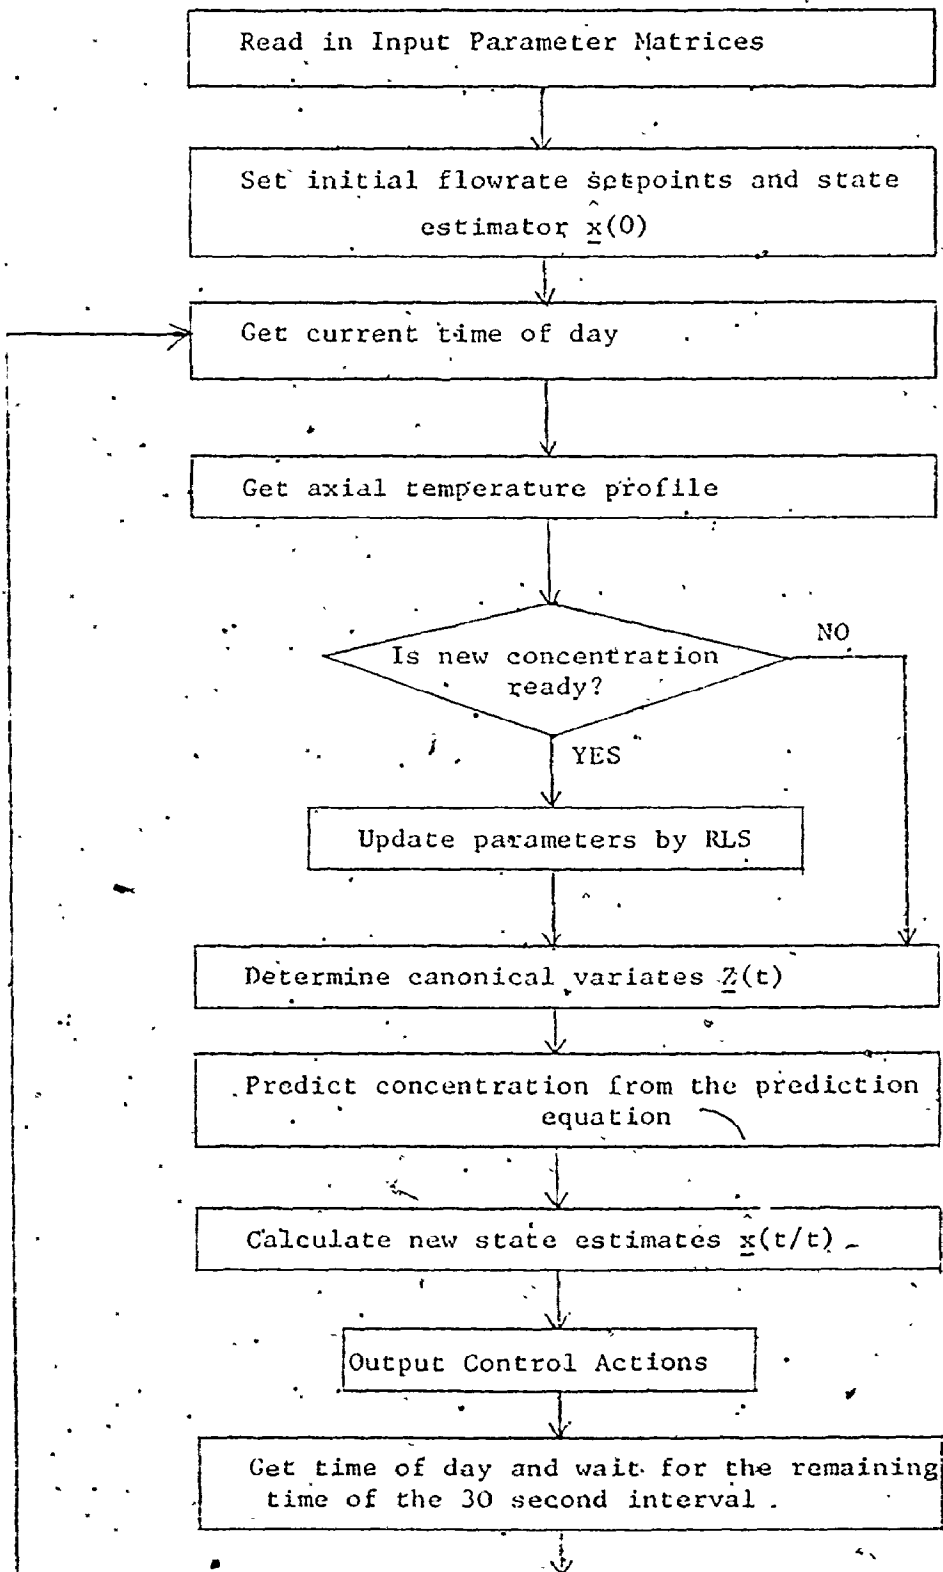 Read in Input Parameter Matrices
Set initial flowrate setpoints and state
estimator x̲̂(0)
Get current time of day
Get axial temperature profile
NO
Is new concentration
ready?
YES
Update parameters by RLS
Determine canonical variates Z̲(t)
Predict concentration from the prediction
equation
Calculate new state estimates x̲̂(t/t)
Output Control Actions
Get time of day and wait for the remaining
time of the 30 second interval.